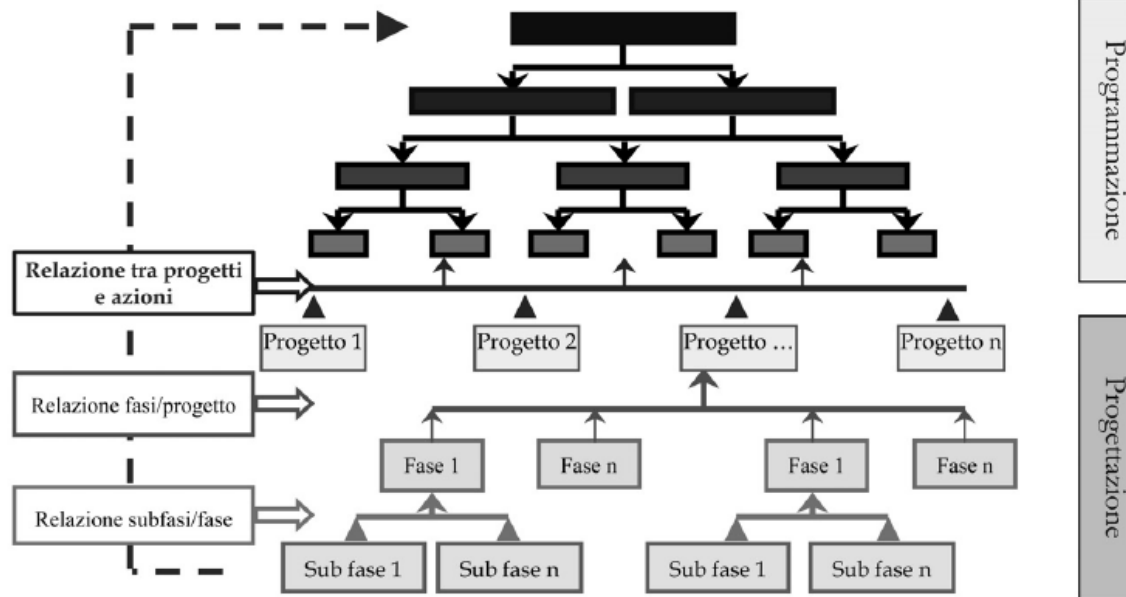 Programmazione
Relazione tra progetti
e azioni
Progetto 1
Progetto 2
Progetto ...
Progetto n
Relazione fasi/progetto
Fase 1
Fase n
Fase 1
Fase n
Relazione subfasi/fase
Sub fase 1
Sub fase n
Sub fase 1
Sub fase n
Progettazione